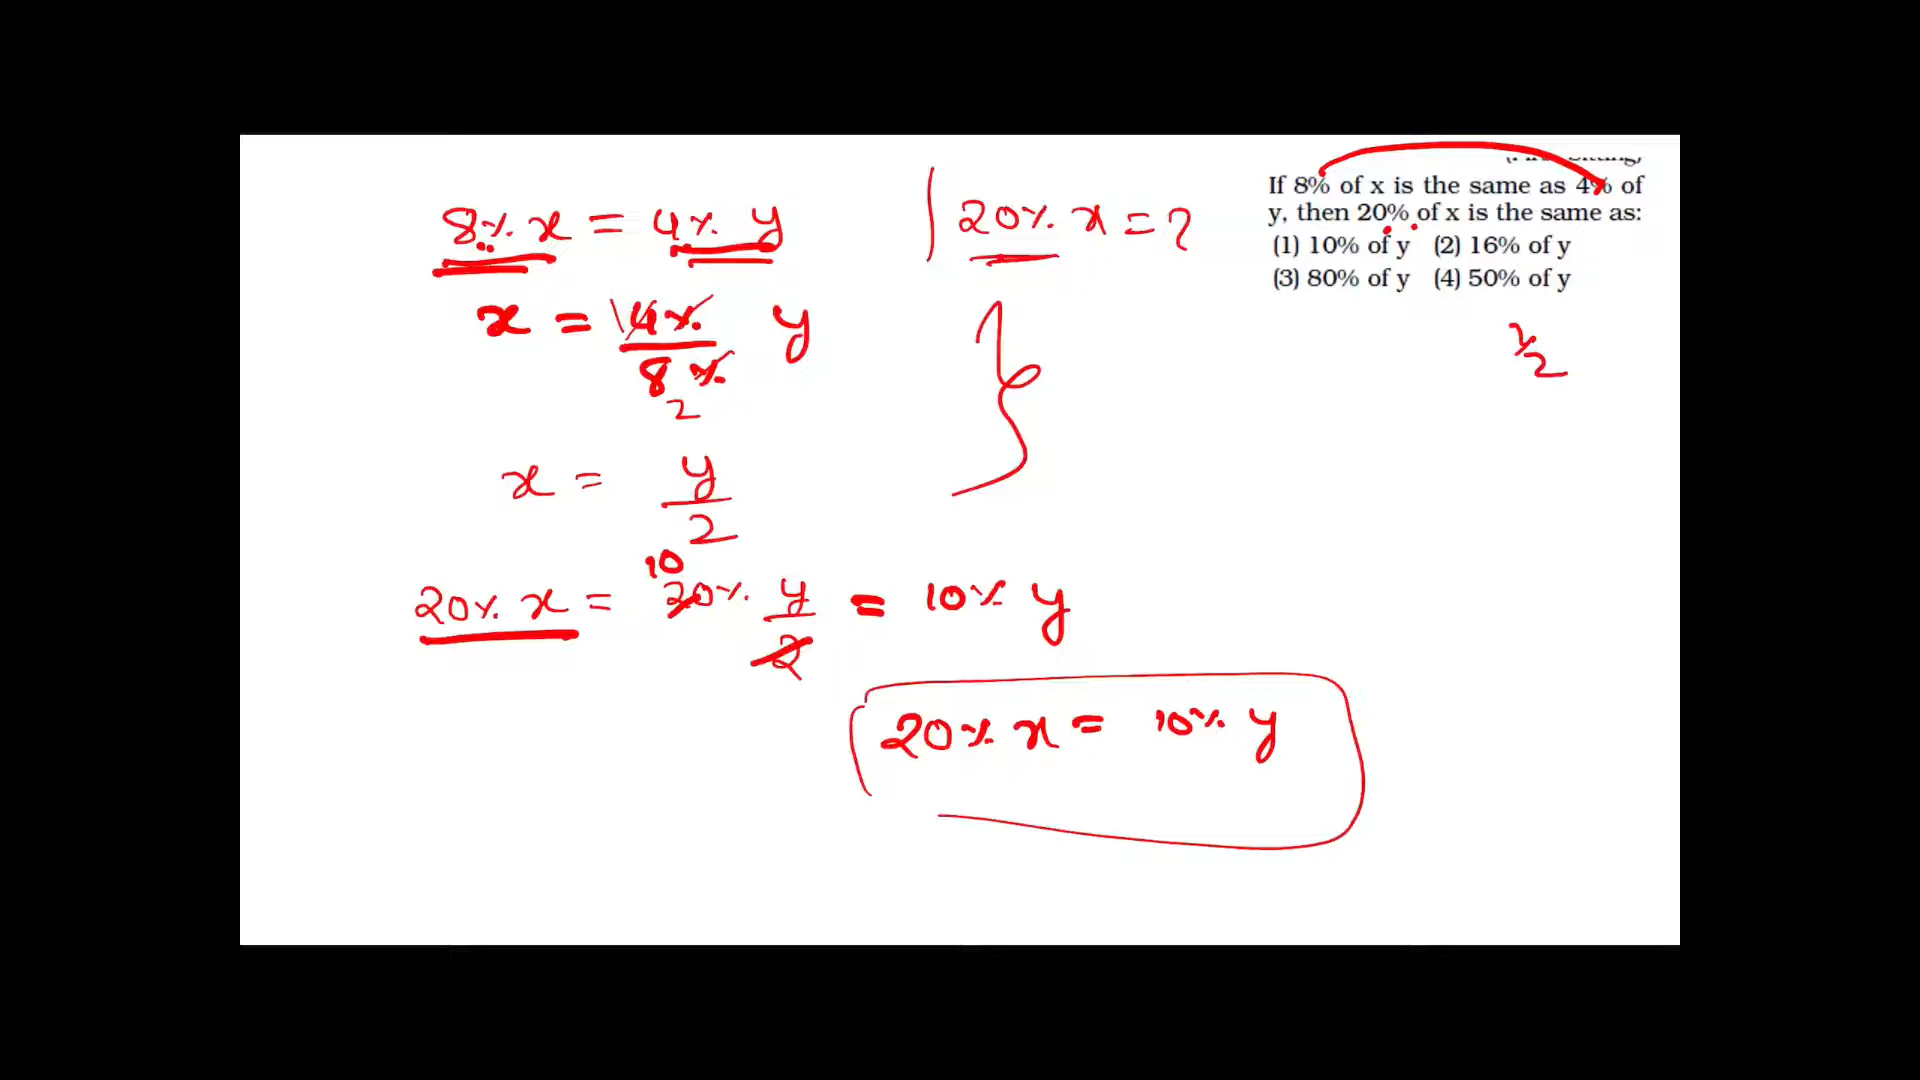 If 8% of x is the same as 4% of
y, then 20% of x is the same as:
(1) 10% of y (2) 16% of y
(3) 80% of y (4) 50% of y
8% x = 4% y
20% x = ?
x = 4% y
8%
1
2
x = y
2
20% x = 20% y = 10% y
10
2
20% x = 10% y